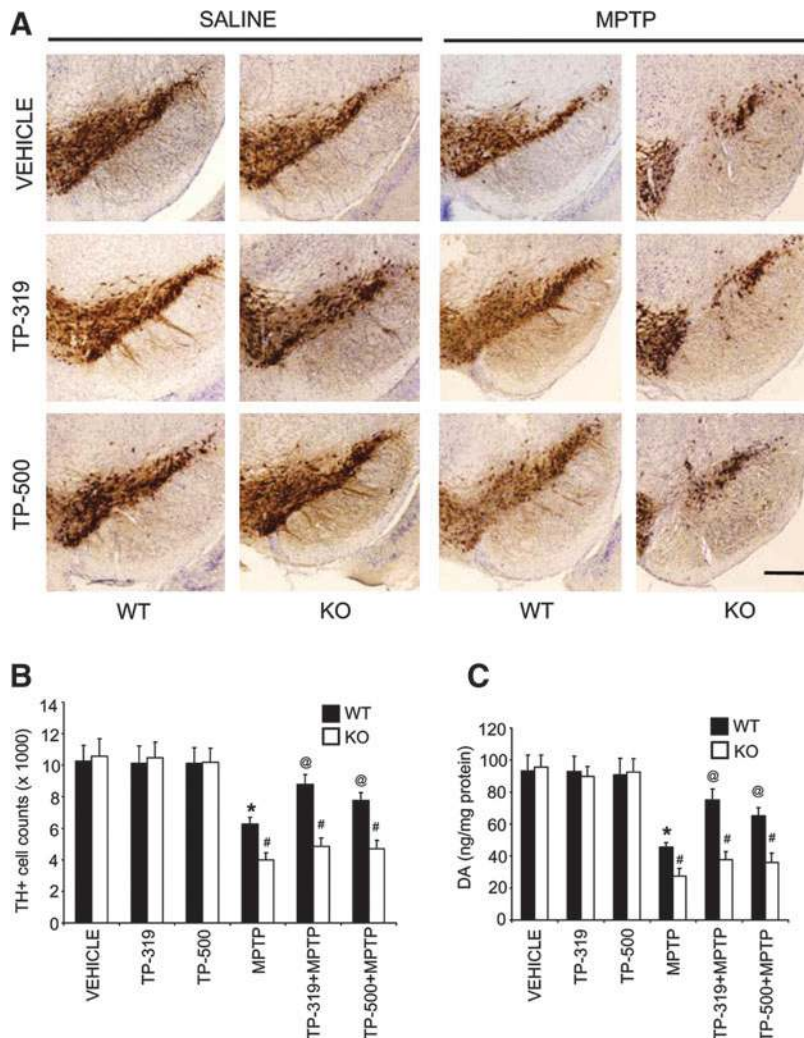 A
SALINE MPTP
VEHICLE
TP-319
TP-500
WT KO WT KO
B
TH+ cell counts (x 1000)
14
12
10
8
6
4
2
0
WT
KO
* # @ # @ #
VEHICLE
TP-319
TP-500
MPTP
TP-319+MPTP
TP-500+MPTP
C
DA (ng/mg protein)
120
100
80
60
40
20
0
WT
KO
* # @ # @ #
VEHICLE
TP-319
TP-500
MPTP
TP-319+MPTP
TP-500+MPTP